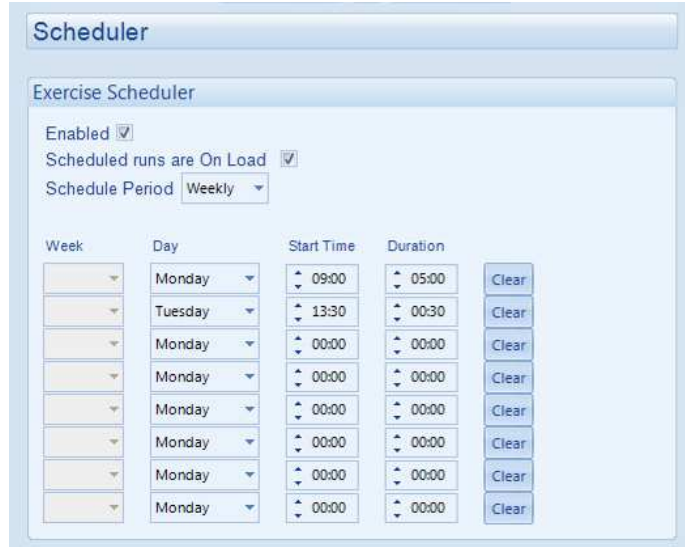 Scheduler
Exercise Scheduler
Enabled
Scheduled runs are On Load
Schedule Period Weekly
Week Day Start Time Duration
Monday 09:00 05:00 Clear
Tuesday 13:30 00:30 Clear
Monday 00:00 00:00 Clear
Monday 00:00 00:00 Clear
Monday 00:00 00:00 Clear
Monday 00:00 00:00 Clear
Monday 00:00 00:00 Clear
Monday 00:00 00:00 Clear